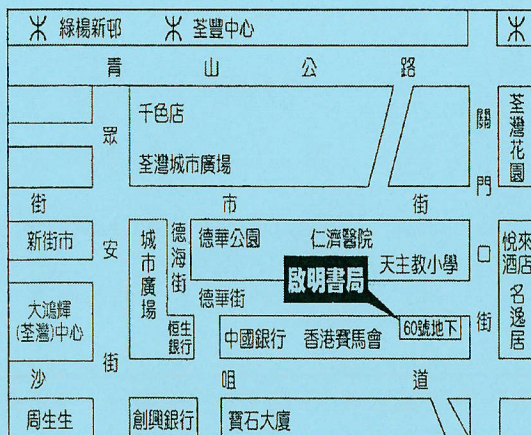 綠楊新邨 荃豐中心
青山公路
千色店
荃灣城市廣場
眾安街
關門口街
荃灣花園
街市街
新街市
城市廣場
德海街
德華公園 仁濟醫院
天主教小學
悅來酒店
名逸居
啟明書局
德華街
大鴻輝
(荃灣)中心
恒生銀行
中國銀行 香港賽馬會
60號地下
沙咀道
周生生
創興銀行
寶石大廈